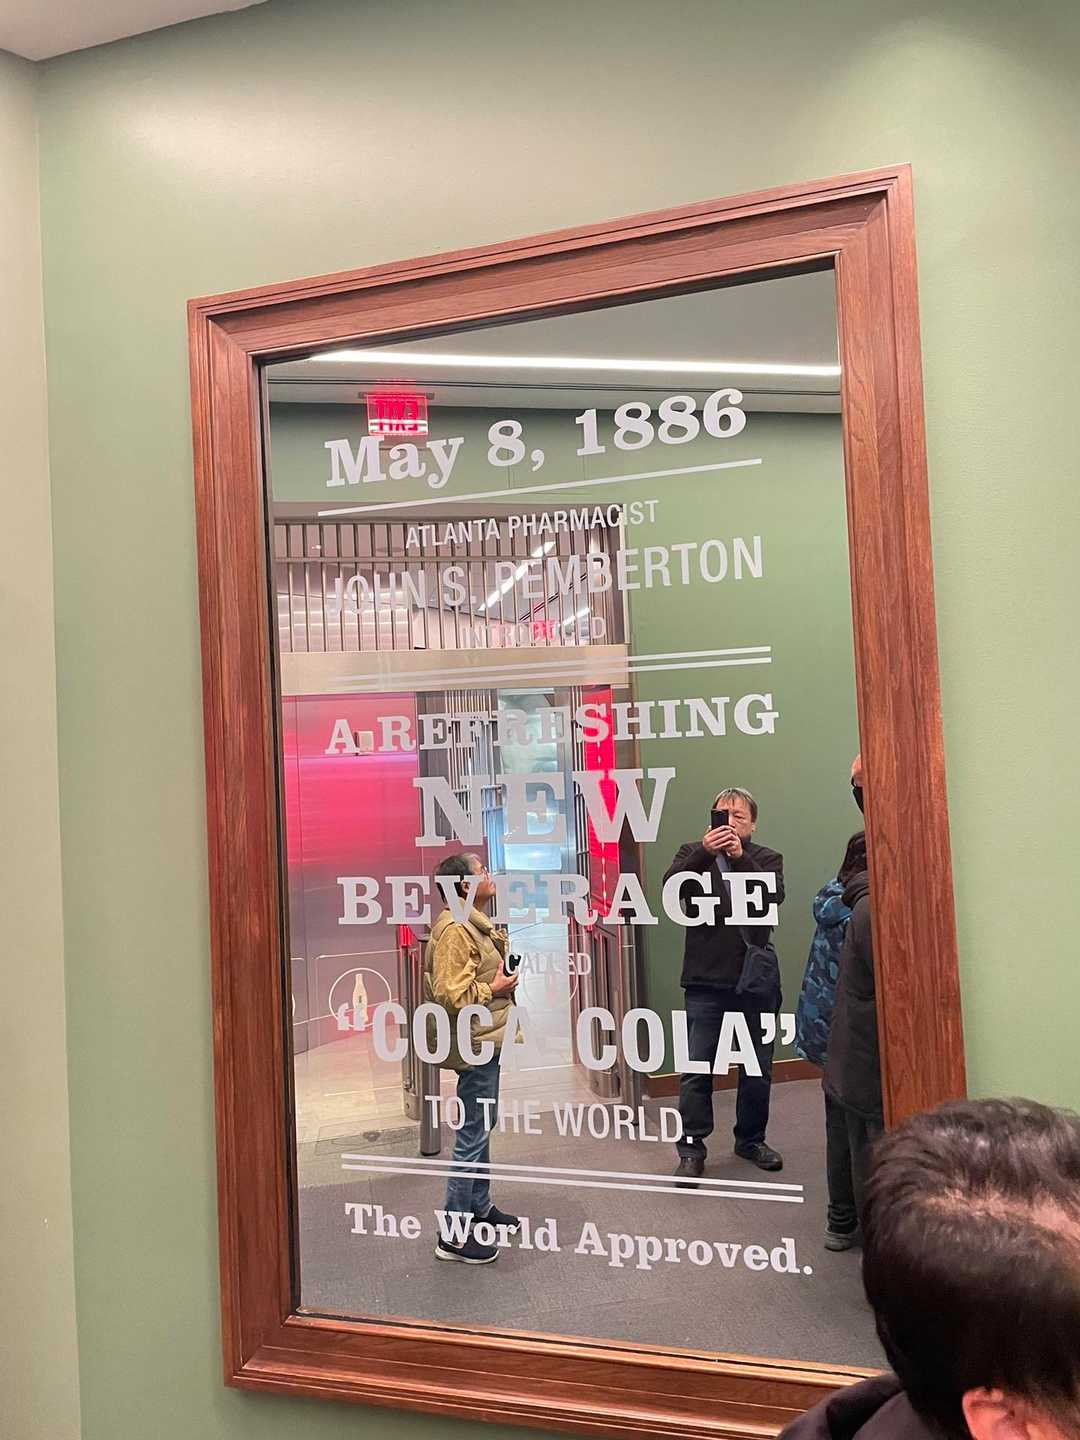 EXIT
May 8, 1886
ATLANTA PHARMACIST
JOHN S. PEMBERTON
INTRODUCED
A REFRESHING
NEW
BEVERAGE
CALLED
“COCA-COLA”
TO THE WORLD.
The World Approved.